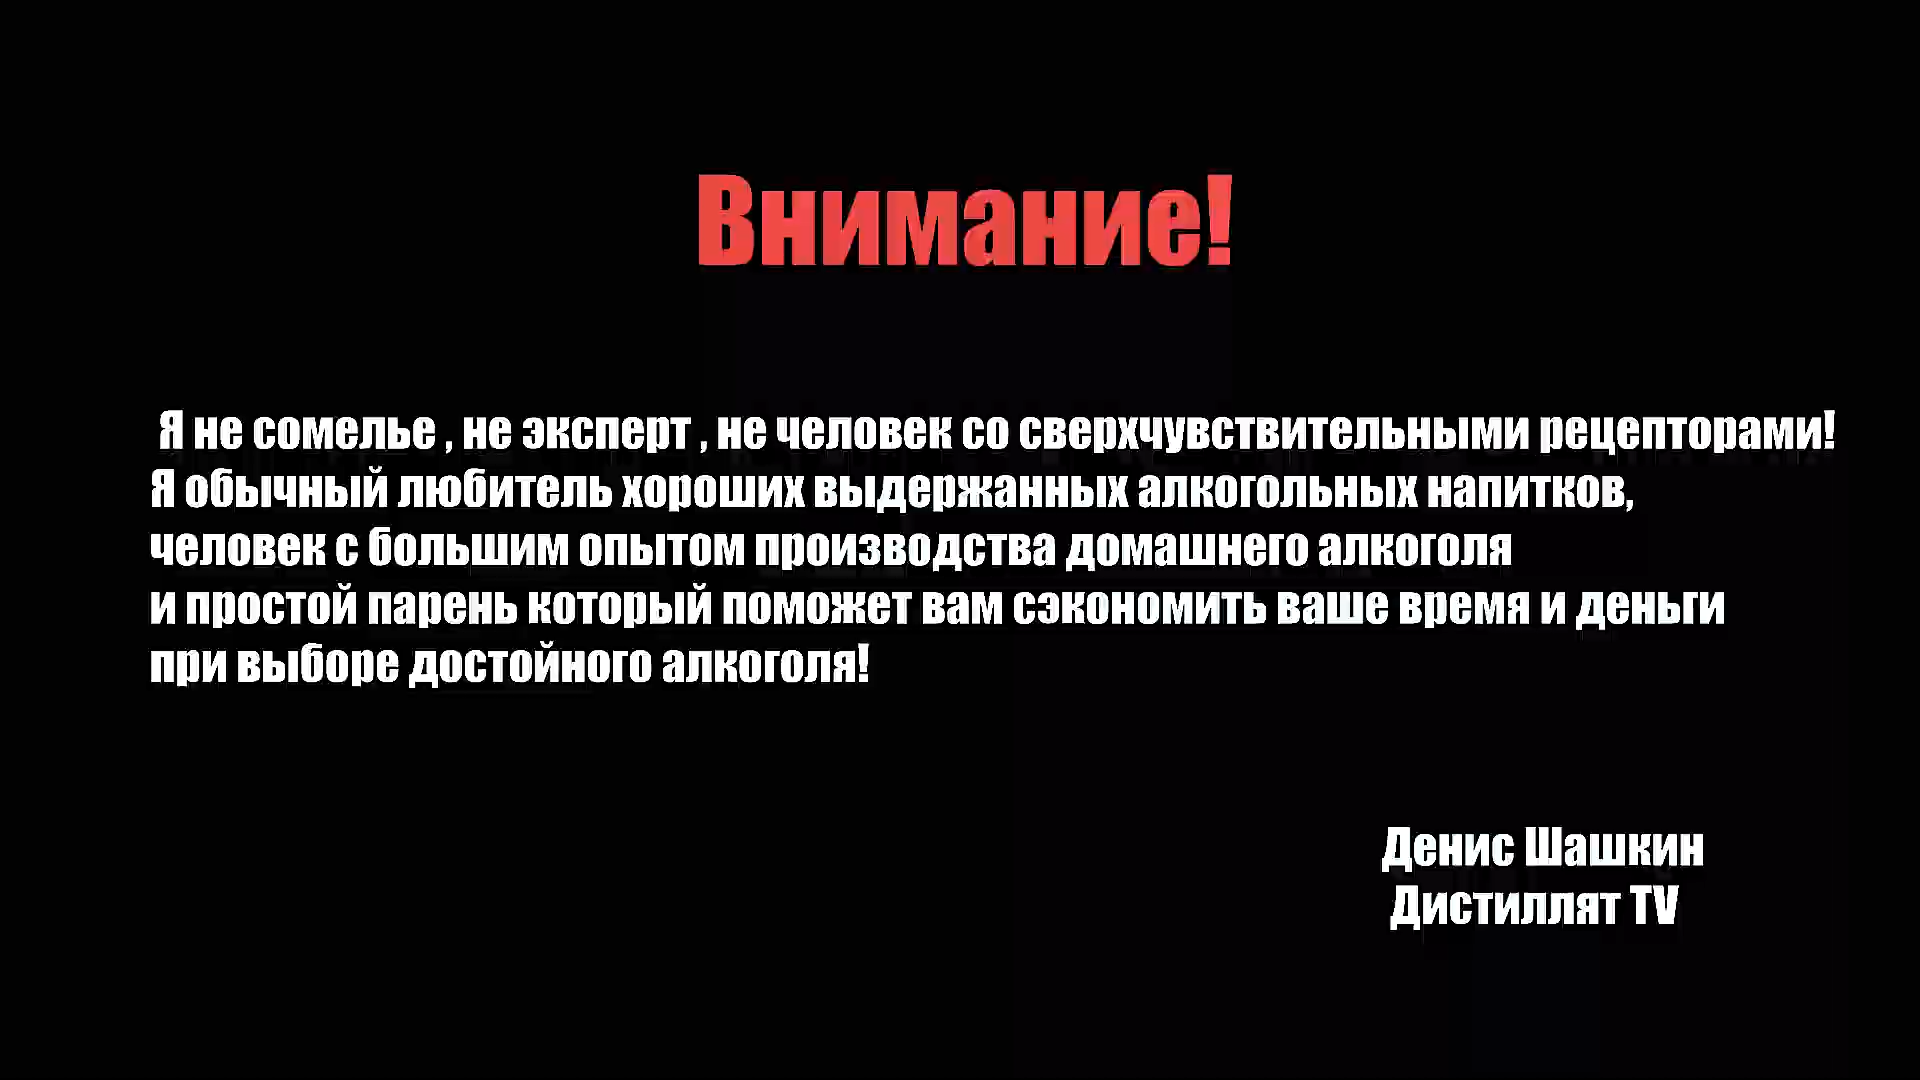 Внимание!
Я не сомелье , не эксперт , не человек со сверхчувствительными рецепторами!
Я обычный любитель хороших выдержанных алкогольных напитков,
человек с большим опытом производства домашнего алкоголя
и простой парень который поможет вам сэкономить ваше время и деньги
при выборе достойного алкоголя!
Денис Шашкин
Дистиллят TV